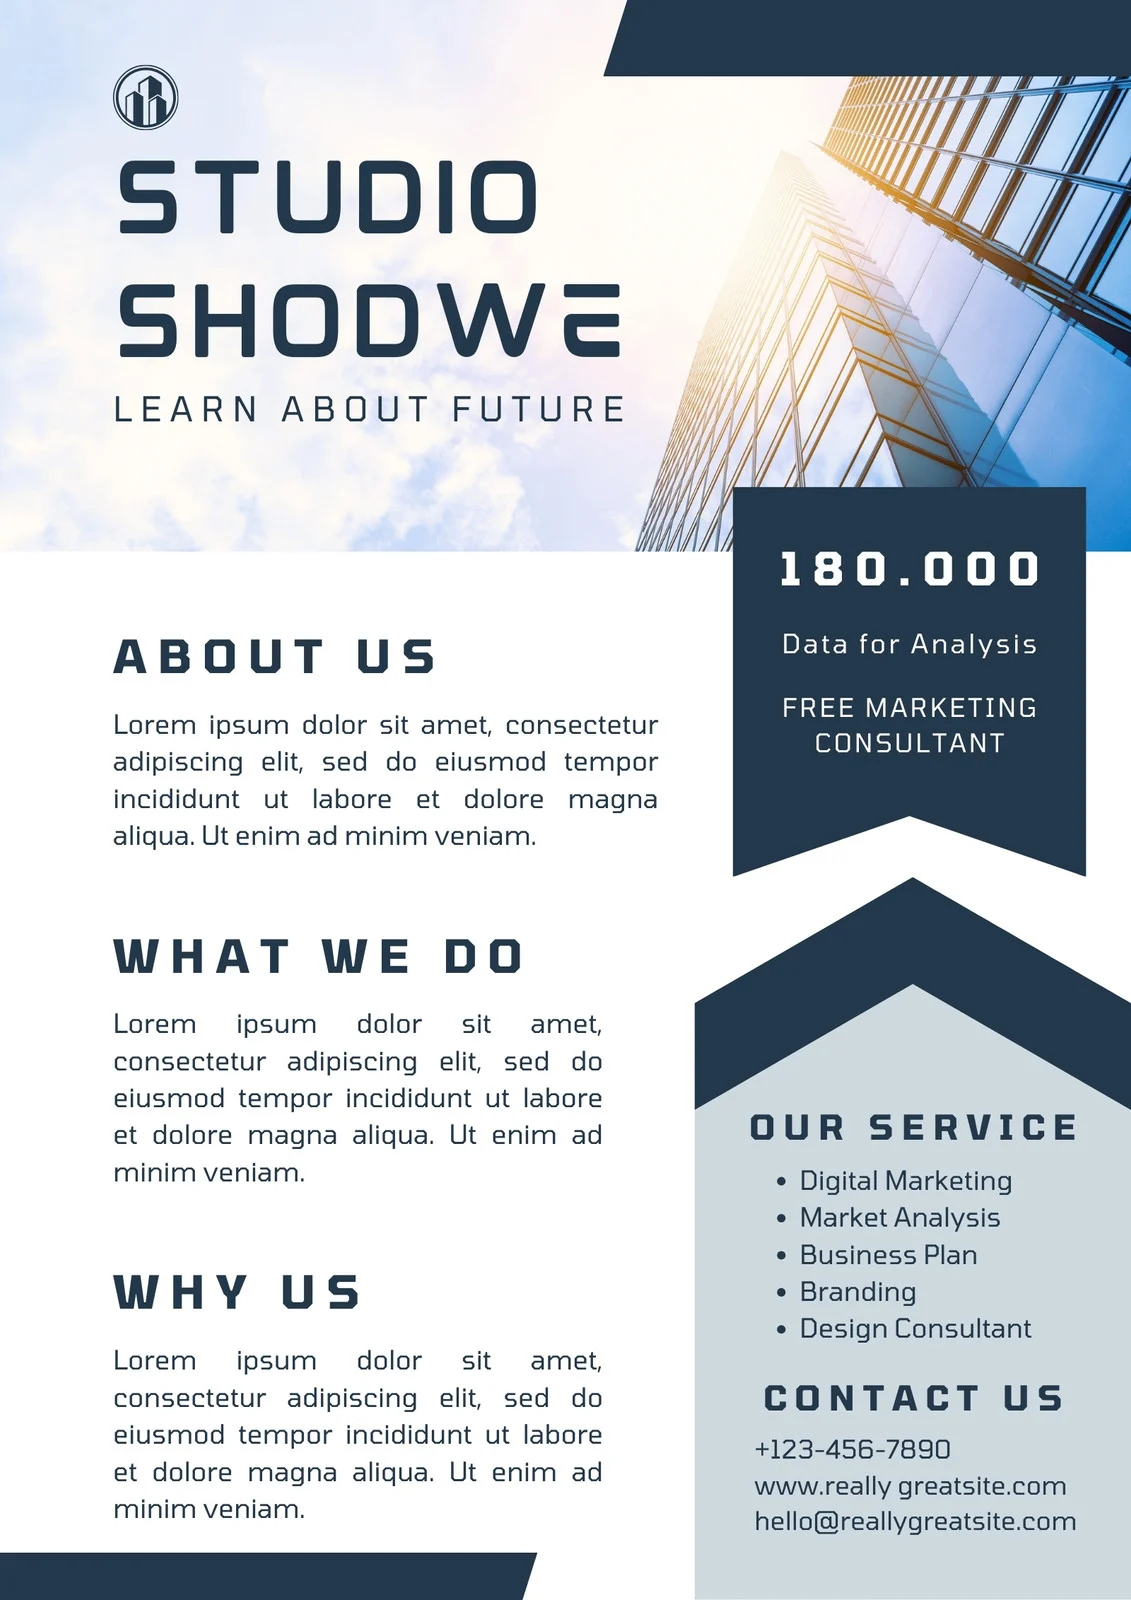 STUDIO
SHODWE
LEARN ABOUT FUTURE
180.000
Data for Analysis
FREE MARKETING
CONSULTANT
ABOUT US
Lorem ipsum dolor sit amet, consectetur
adipiscing elit, sed do eiusmod tempor
incididunt ut labore et dolore magna
aliqua. Ut enim ad minim veniam.
WHAT WE DO
Lorem ipsum dolor sit amet,
consectetur adipiscing elit, sed do
eiusmod tempor incididunt ut labore
et dolore magna aliqua. Ut enim ad
minim veniam.
WHY US
Lorem ipsum dolor sit amet,
consectetur adipiscing elit, sed do
eiusmod tempor incididunt ut labore
et dolore magna aliqua. Ut enim ad
minim veniam.
OUR SERVICE
• Digital Marketing
• Market Analysis
• Business Plan
• Branding
• Design Consultant
CONTACT US
+123-456-7890
www.really greatsite.com
hello@reallygreatsite.com